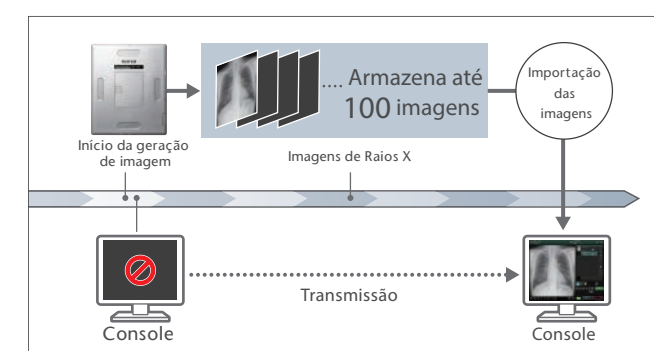 .... Armazena até
100 imagens
Importação
das
imagens
Início da geração
de imagem
Imagens de Raios X
Transmissão
Console
Console